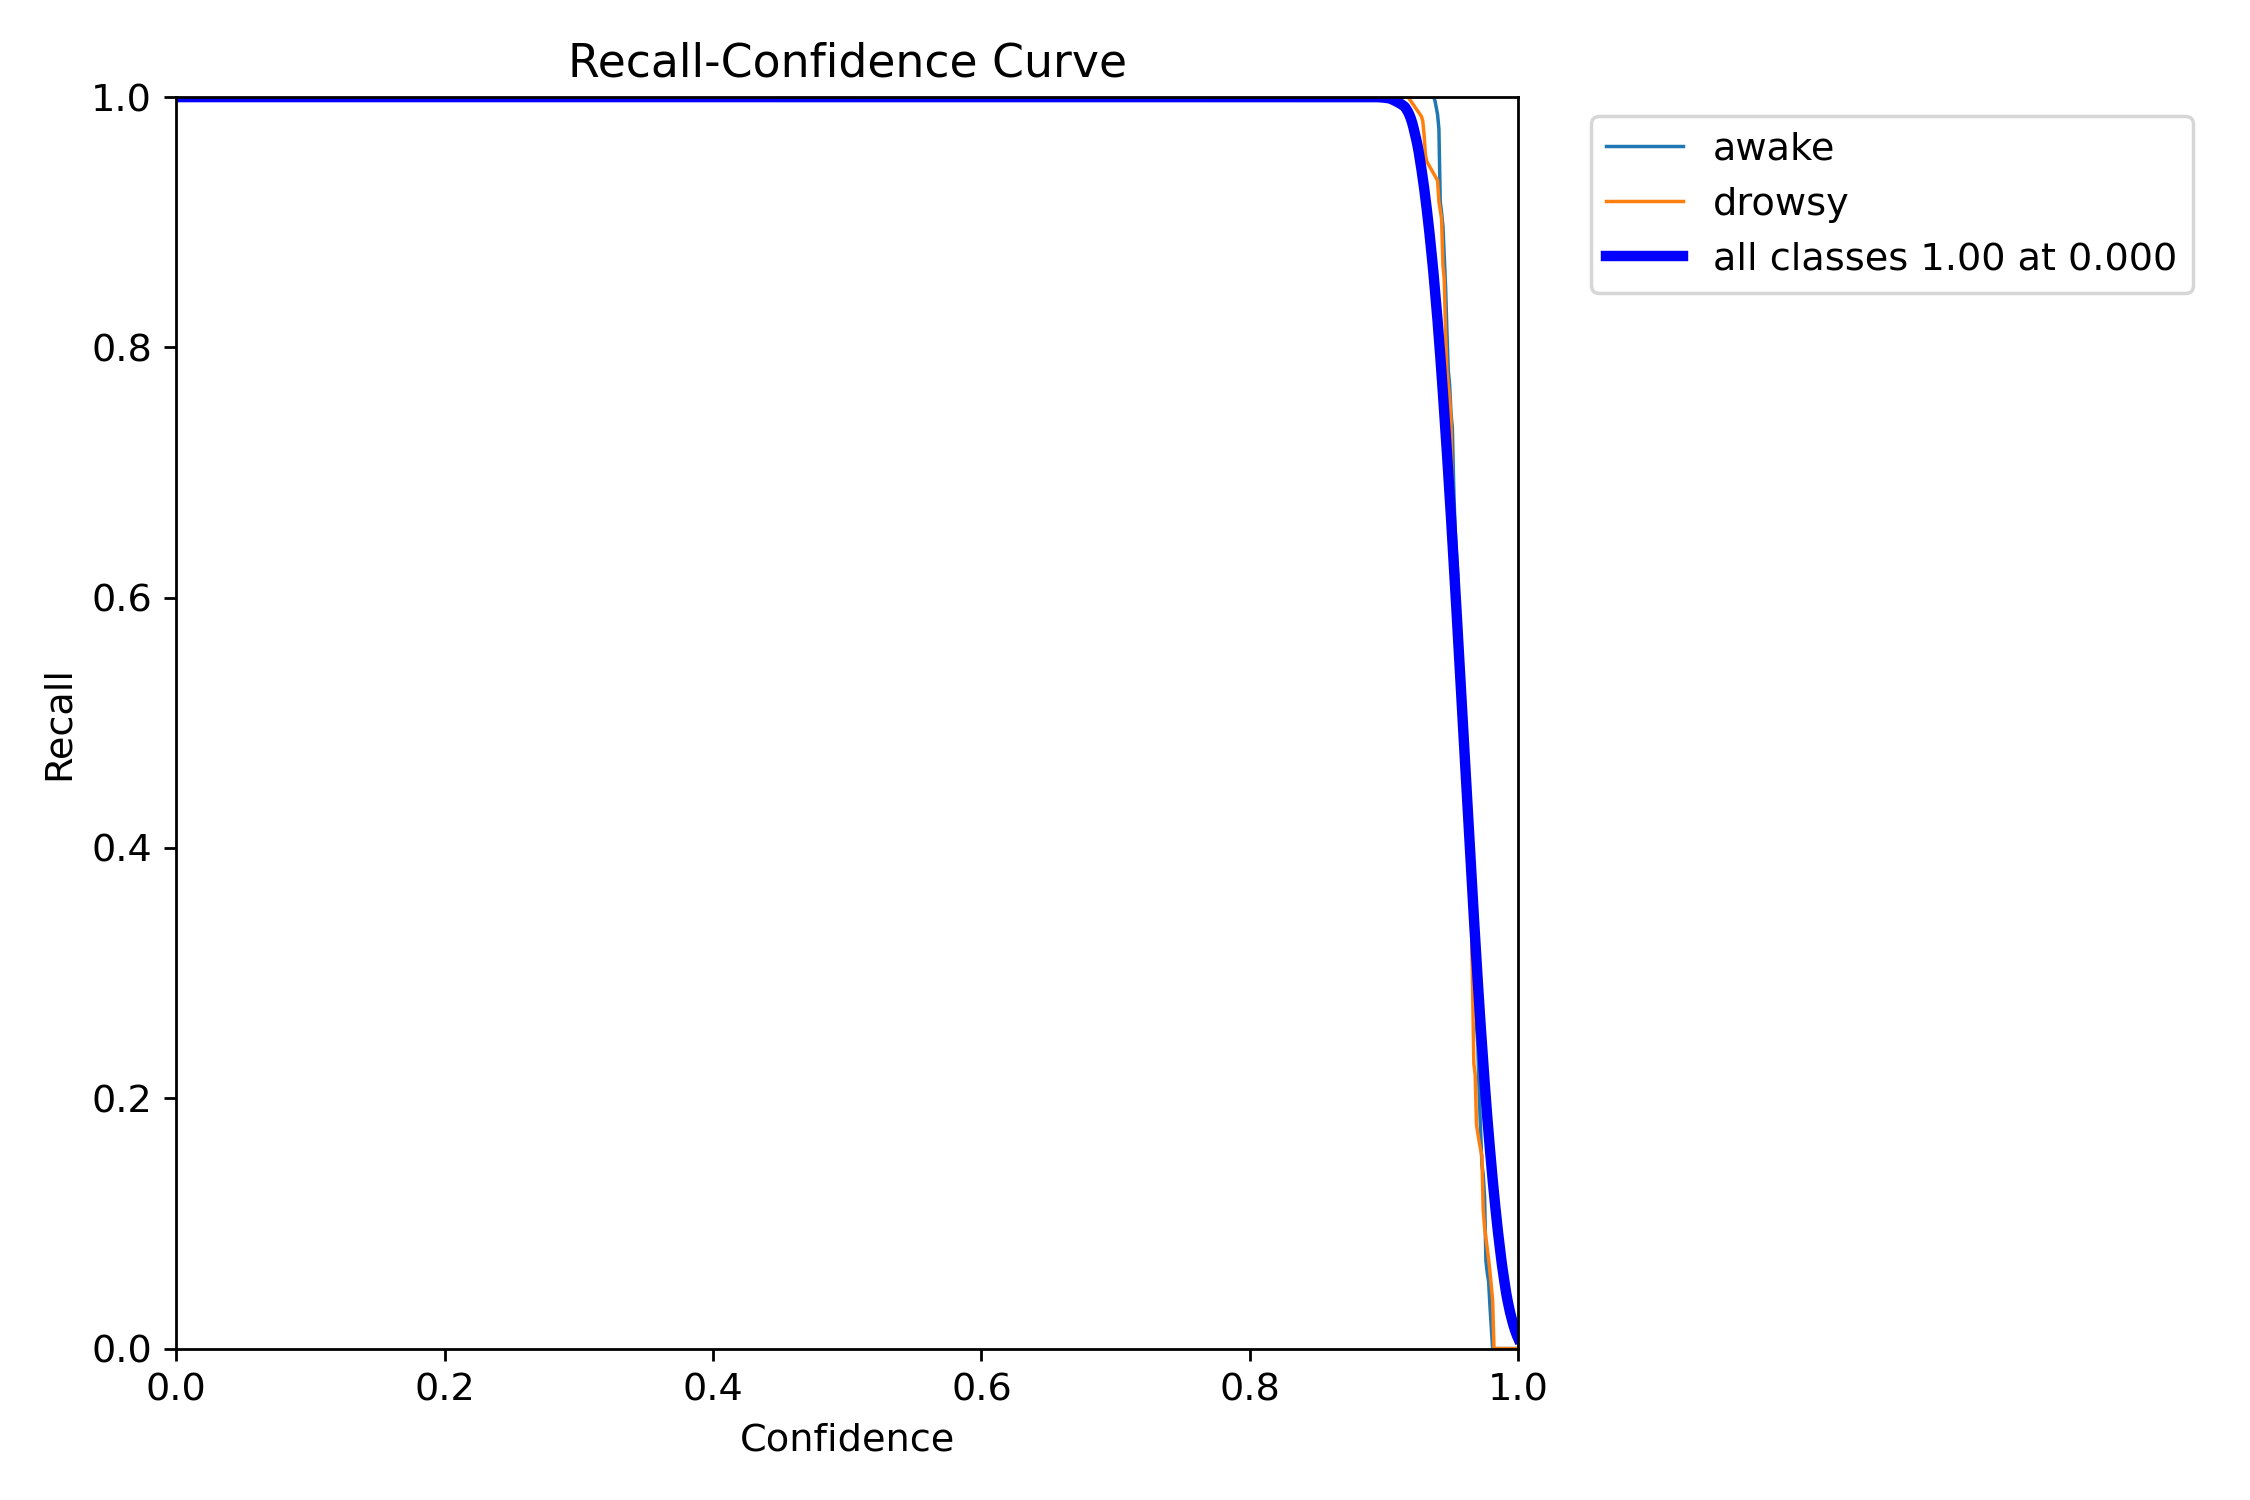 Recall-Confidence Curve
1.0
0.8
0.6
0.4
0.2
0.0
Recall
0.0 0.2 0.4 0.6 0.8 1.0
Confidence
awake
drowsy
all classes 1.00 at 0.000